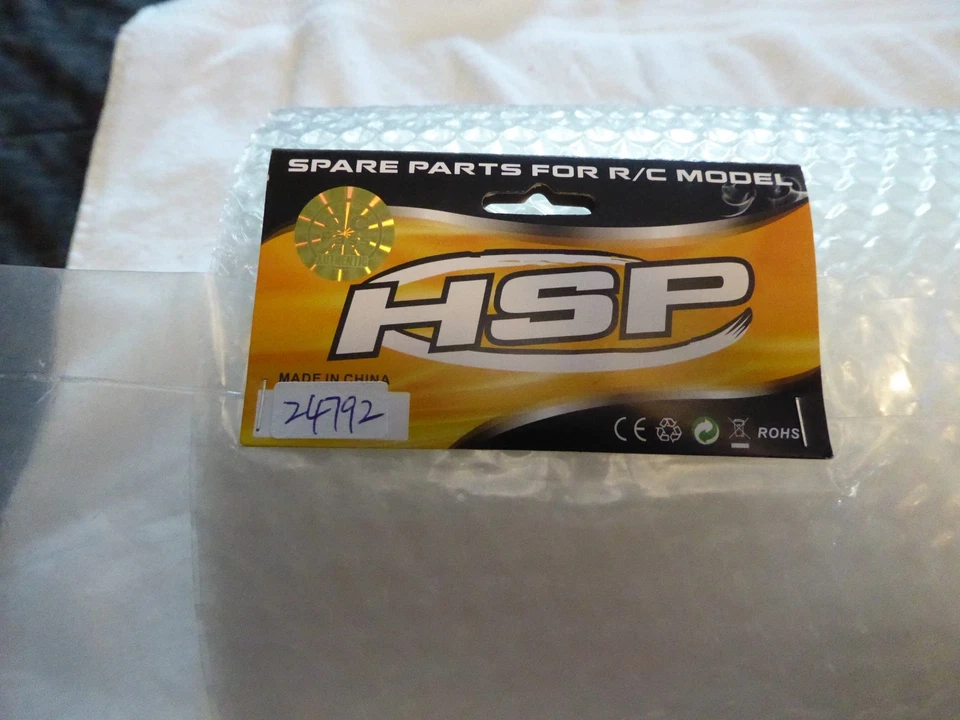 SPARE PARTS FOR R/C MODEL
HSP
MADE IN CHINA
24792
CE ROHS